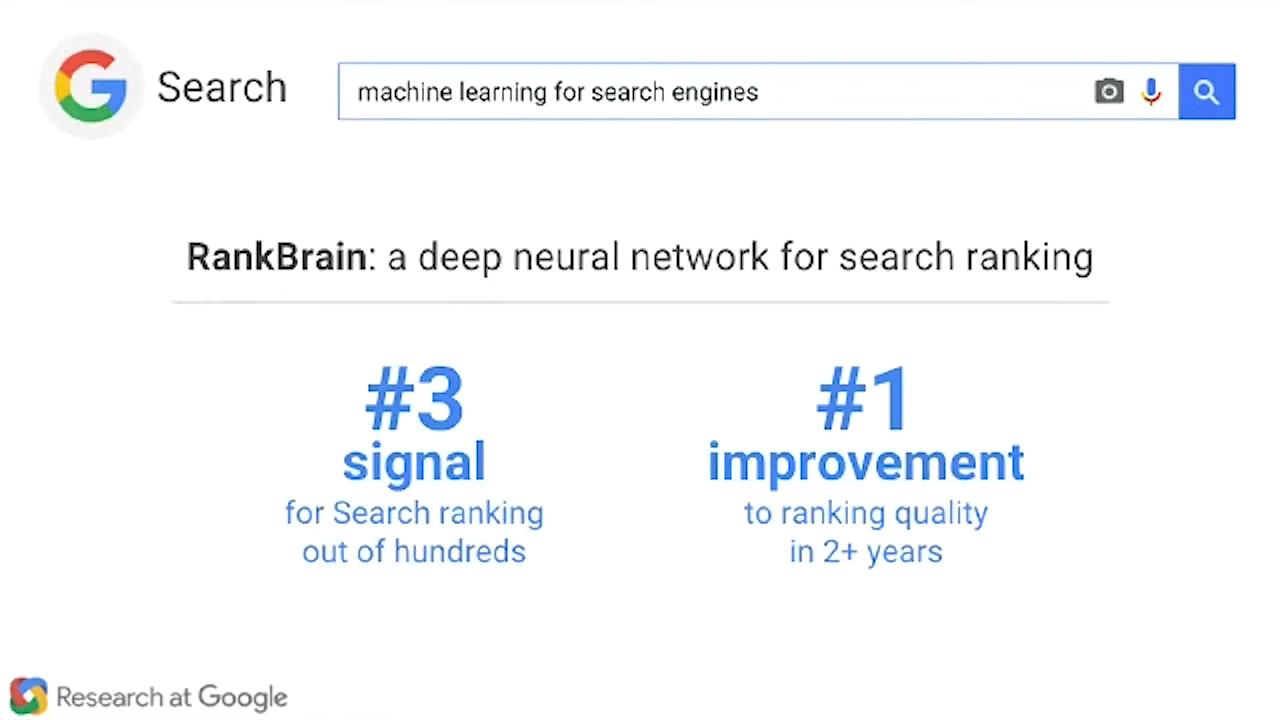 Search
machine learning for search engines
RankBrain: a deep neural network for search ranking
#3
signal
for Search ranking
out of hundreds
#1
improvement
to ranking quality
in 2+ years
Research at Google